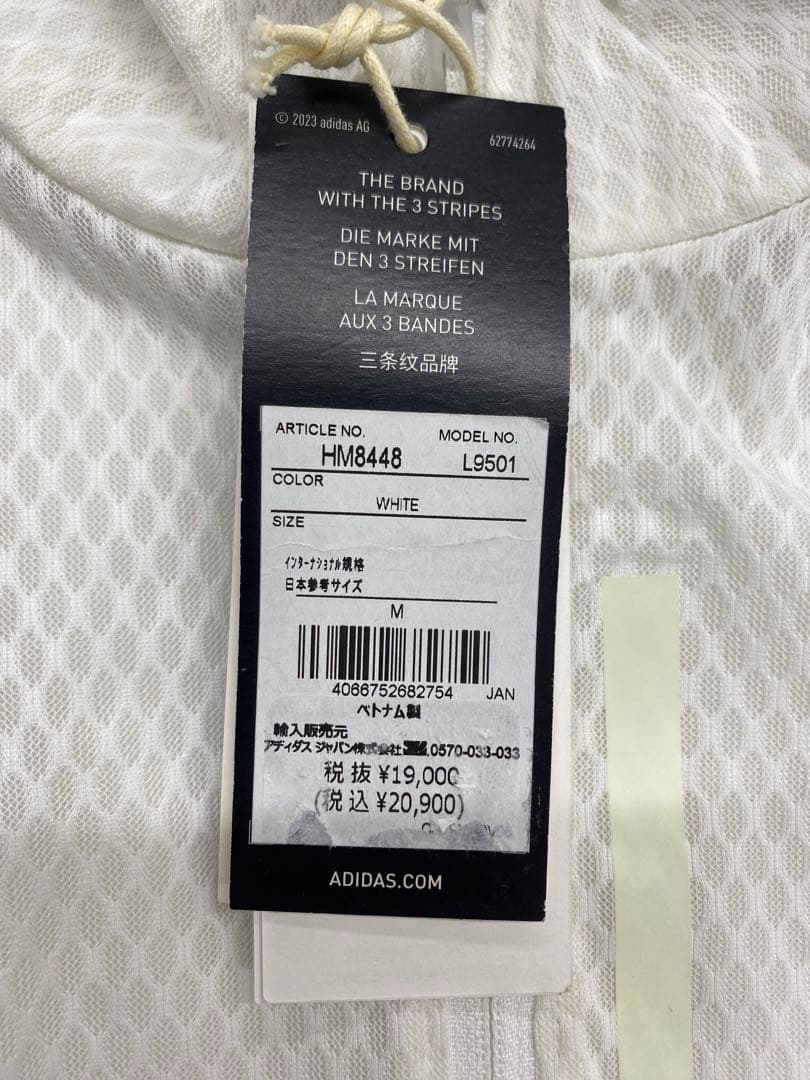 © 2023 adidas AG
62774264
THE BRAND
WITH THE 3 STRIPES
DIE MARKE MIT
DEN 3 STREIFEN
LA MARQUE
AUX 3 BANDES
三条纹品牌
ARTICLE NO. MODEL NO.
HM8448 L9501
COLOR
WHITE
SIZE
インターナショナル規格
日本参考サイズ
M
4066752682754 JAN
ベトナム製
輸入販売元
アディダス ジャパン株式会社 .0570-033-033
税抜 ¥19,000
(税込 ¥20,900)
ADIDAS.COM